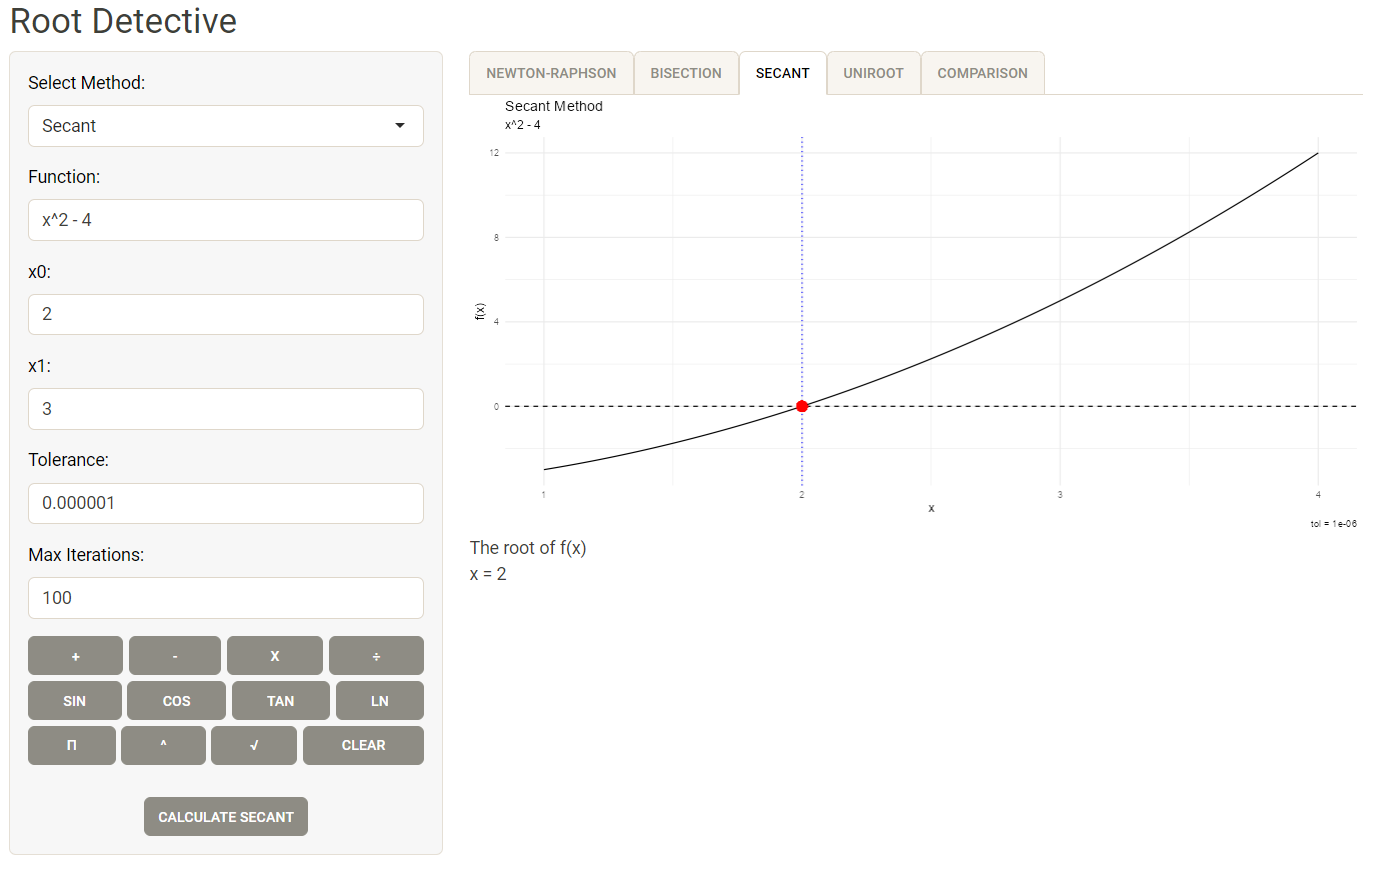 Root Detective
Select Method:
Secant
Function:
x^2 - 4
x0:
2
x1:
3
Tolerance:
0.000001
Max Iterations:
100
+ - X ÷
SIN COS TAN LN
Π ^ √ CLEAR
CALCULATE SECANT
NEWTON-RAPHSON BISECTION SECANT UNIROOT COMPARISON
Secant Method
x^2 - 4
12
8
4
0
f(x)
1 2 3 4
x
tol = 1e-06
The root of f(x)
x = 2